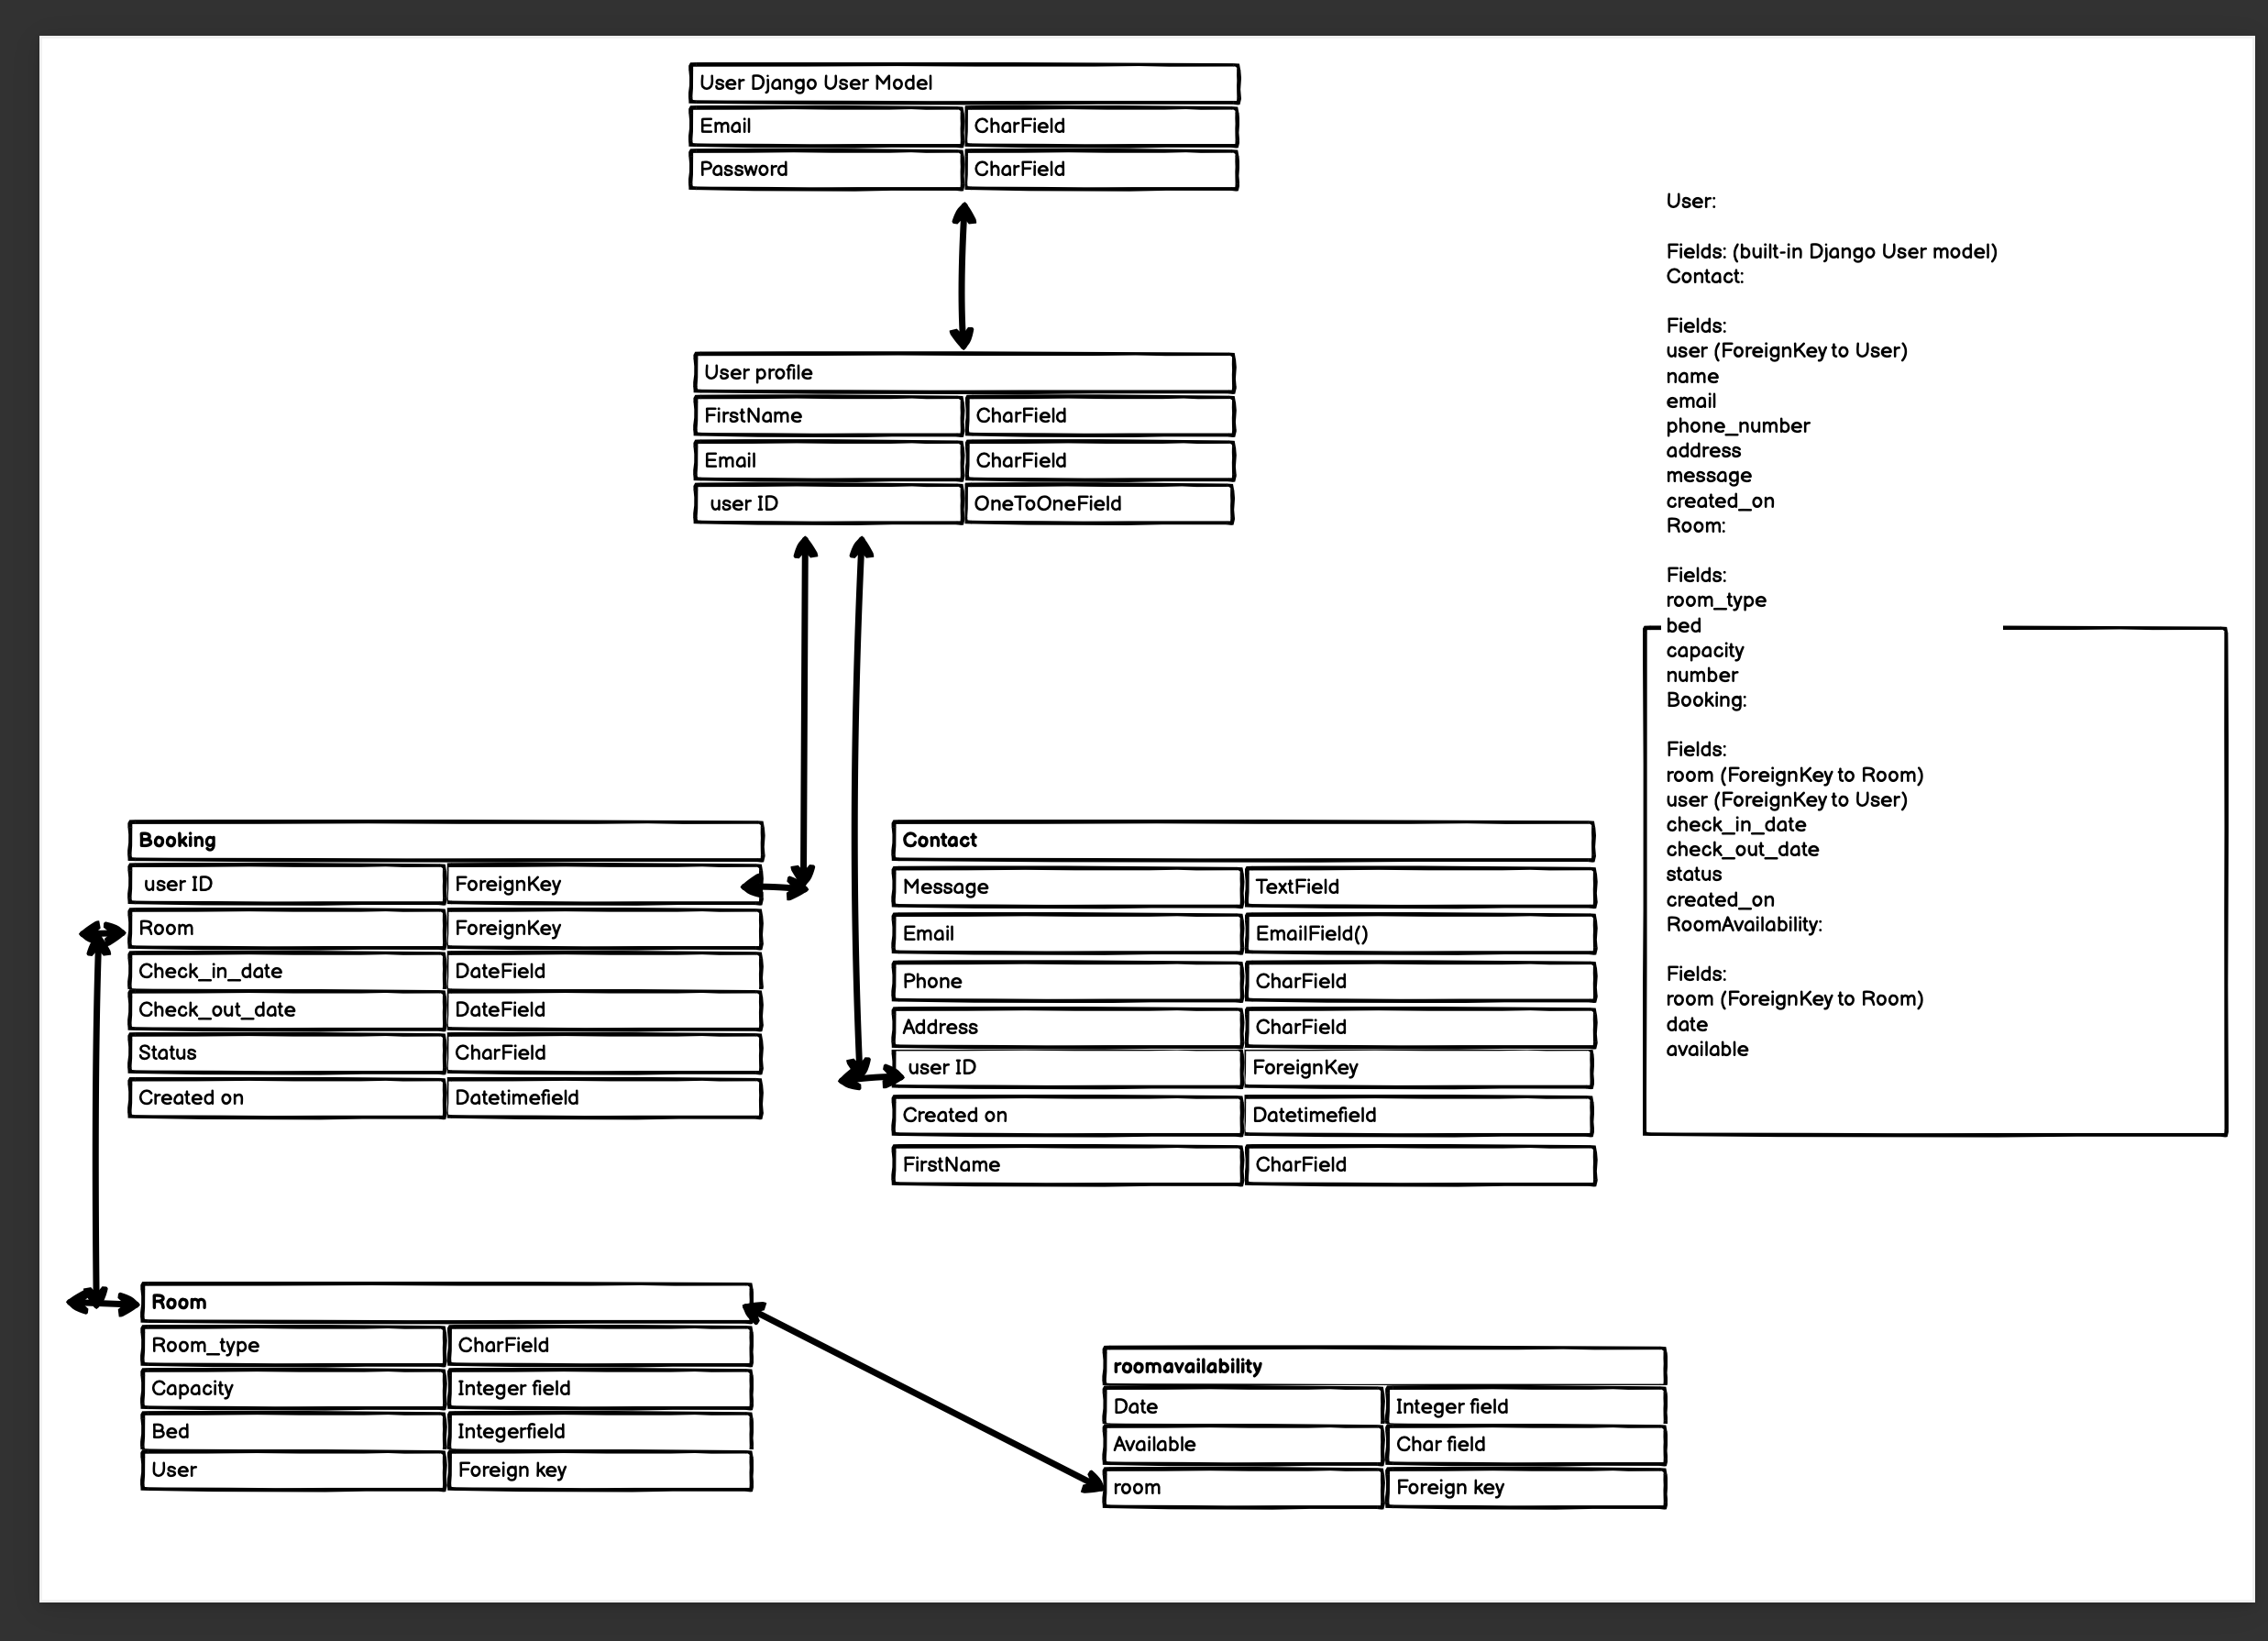 User Django User Model
Email CharField
Password CharField
User profile
FirstName CharField
Email CharField
user ID OneToOneField
Booking
user ID ForeignKey
Room ForeignKey
Check_in_date DateField
Check_out_date DateField
Status CharField
Created on Datetimefield
Contact
Message TextField
Email EmailField()
Phone CharField
Address CharField
user ID ForeignKey
Created on Datetimefield
FirstName CharField
Room
Room_type CharField
Capacity Integer field
Bed Integerfield
User Foreign key
roomavailability
Date Integer field
Available Char field
room Foreign key
User:
Fields: (built-in Django User model)
Contact:
Fields:
user (ForeignKey to User)
name
email
phone_number
address
message
created_on
Room:
Fields:
room_type
bed
capacity
number
Booking:
Fields:
room (ForeignKey to Room)
user (ForeignKey to User)
check_in_date
check_out_date
status
created_on
RoomAvailability:
Fields:
room (ForeignKey to Room)
date
available